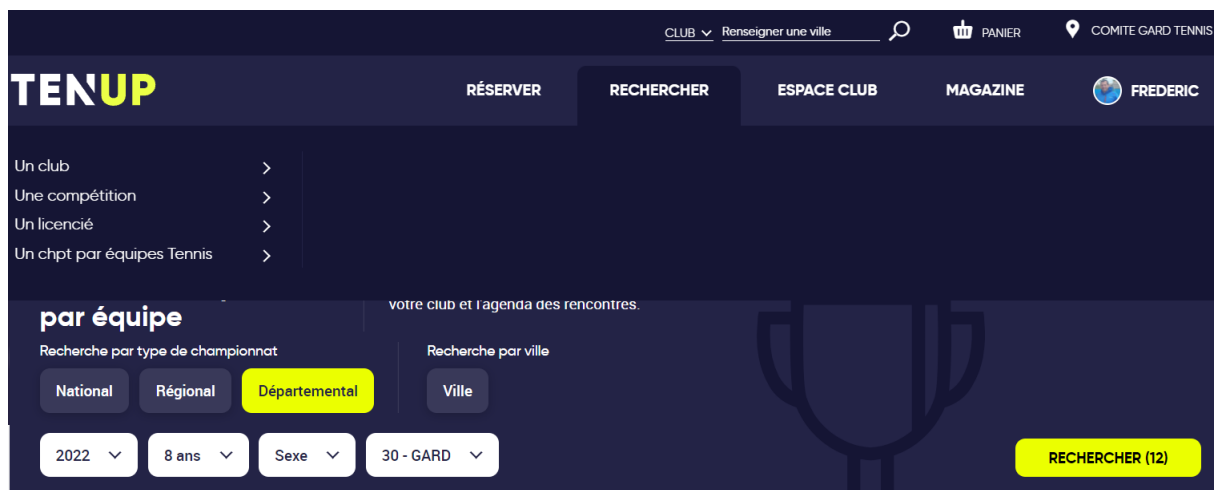 CLUB Renseigner une ville PANIER COMITE GARD TENNIS
TENUP RÉSERVER RECHERCHER ESPACE CLUB MAGAZINE FREDERIC
Un club
Une compétition
Un licencié
Un chpt par équipes Tennis
votre club et l'agenda des rencontres.
par équipe
Recherche par type de championnat Recherche par ville
National Régional Départemental Ville
2022 8 ans Sexe 30 - GARD RECHERCHER (12)